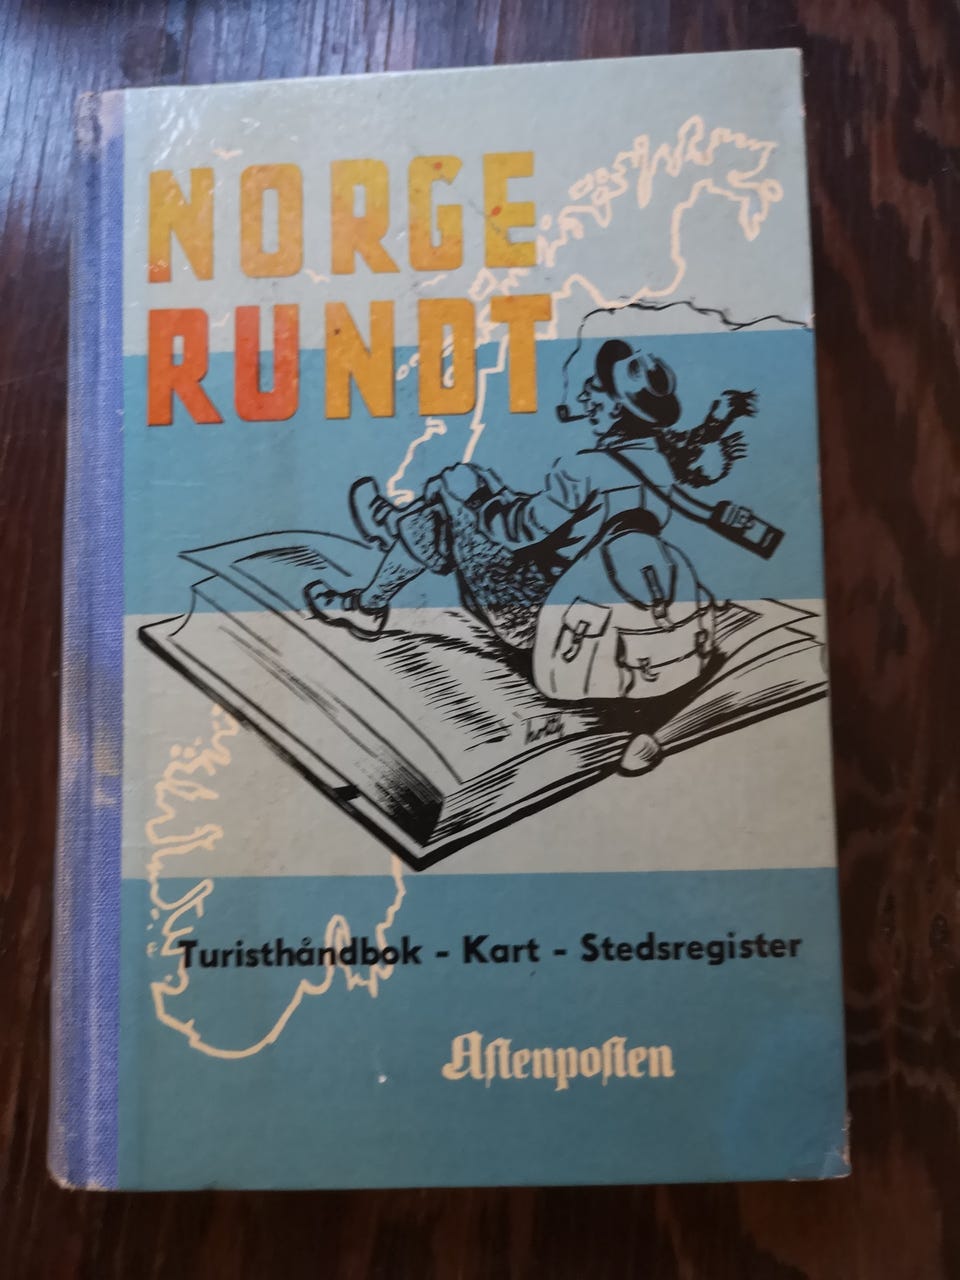 NORGE
RUNDT
Turisthåndbok - Kart - Stedsregister
Aftenposten